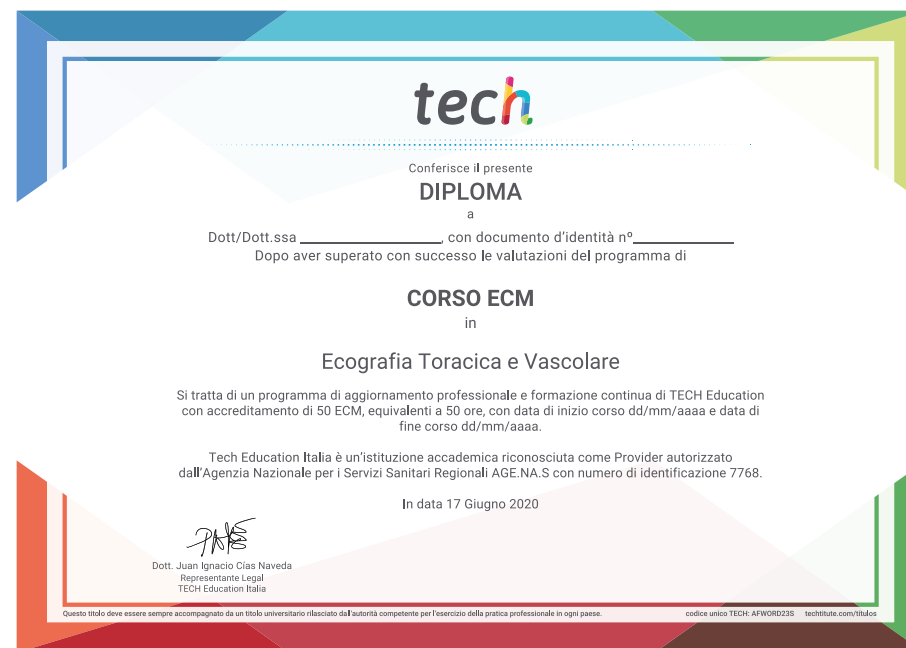 tech
Conferisce il presente
DIPLOMA
a
Dott/Dott.ssa ____________________, con documento d'identità nº______________
Dopo aver superato con successo le valutazioni del programma di
CORSO ECM
in
Ecografia Toracica e Vascolare
Si tratta di un programma di aggiornamento professionale e formazione continua di TECH Education
con accreditamento di 50 ECM, equivalenti a 50 ore, con data di inizio corso dd/mm/aaaa e data di
fine corso dd/mm/aaaa.
Tech Education Italia è un'istituzione accademica riconosciuta come Provider autorizzato
dall'Agenzia Nazionale per i Servizi Sanitari Regionali AGE.NA.S con numero di identificazione 7768.
In data 17 Giugno 2020
Dott. Juan Ignacio Cías Naveda
Representante Legal
TECH Education Italia
Questo titolo deve essere sempre accompagnato da un titolo universitario rilasciato dall'autorità competente per l'esercizio della pratica professionale in ogni paese. codice unico TECH: AFWORD23S techtitute.com/titulos